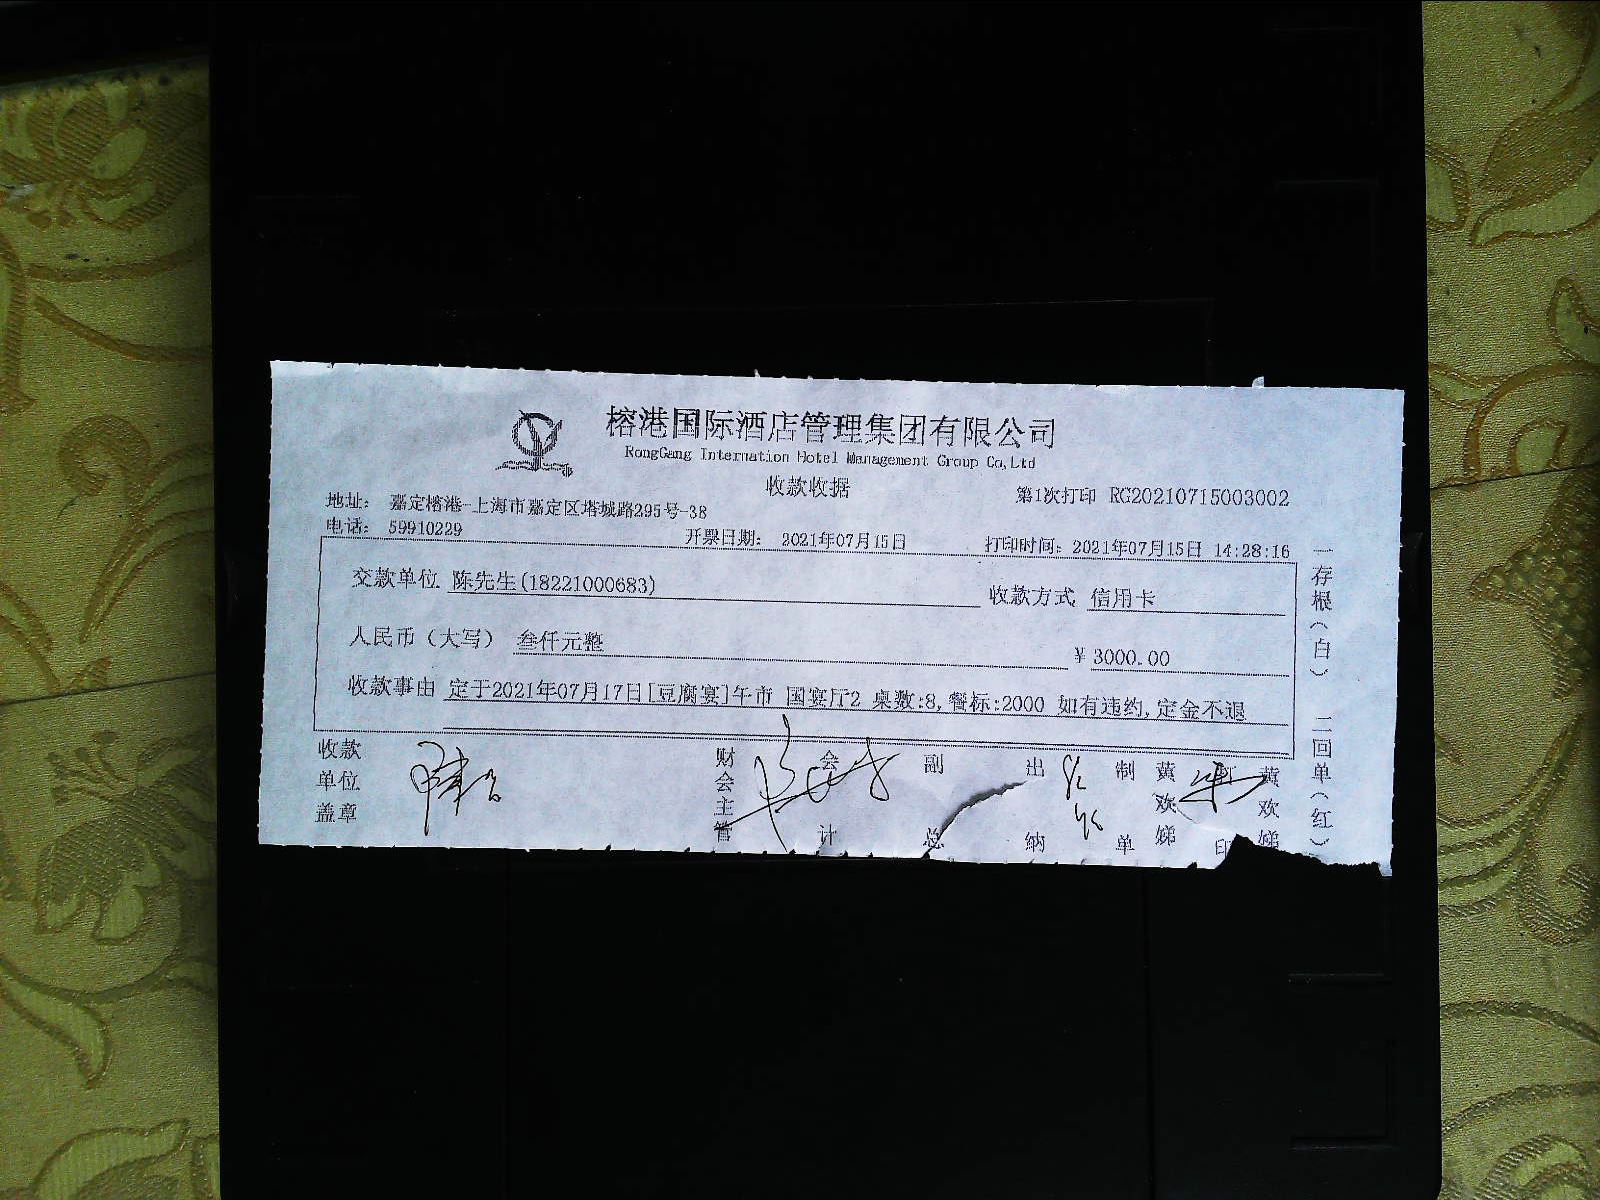 榕港国际酒店管理集团有限公司
RongGang Internation Hotel Management Group Co,Ltd
收款收据
第1次打印 RG20210715003002
地址： 嘉定榕港-上海市嘉定区塔城路295号-38
电话： 59910229
开票日期： 2021年07月15日
打印时间：2021年07月15日 14:28:16
交款单位 陈先生(18221000683)
收款方式 信用卡
人民币（大写） 叁仟元整
¥ 3000.00
收款事由 定于2021年07月17日[豆腐宴]午市 国宴厅2 桌数:8,餐标:2000 如有违约,定金不退
收款单位盖章
财会主管
会计
副总
出纳
制单
黄欢娣
印
黄欢娣
一存根（白） 二回单（红）